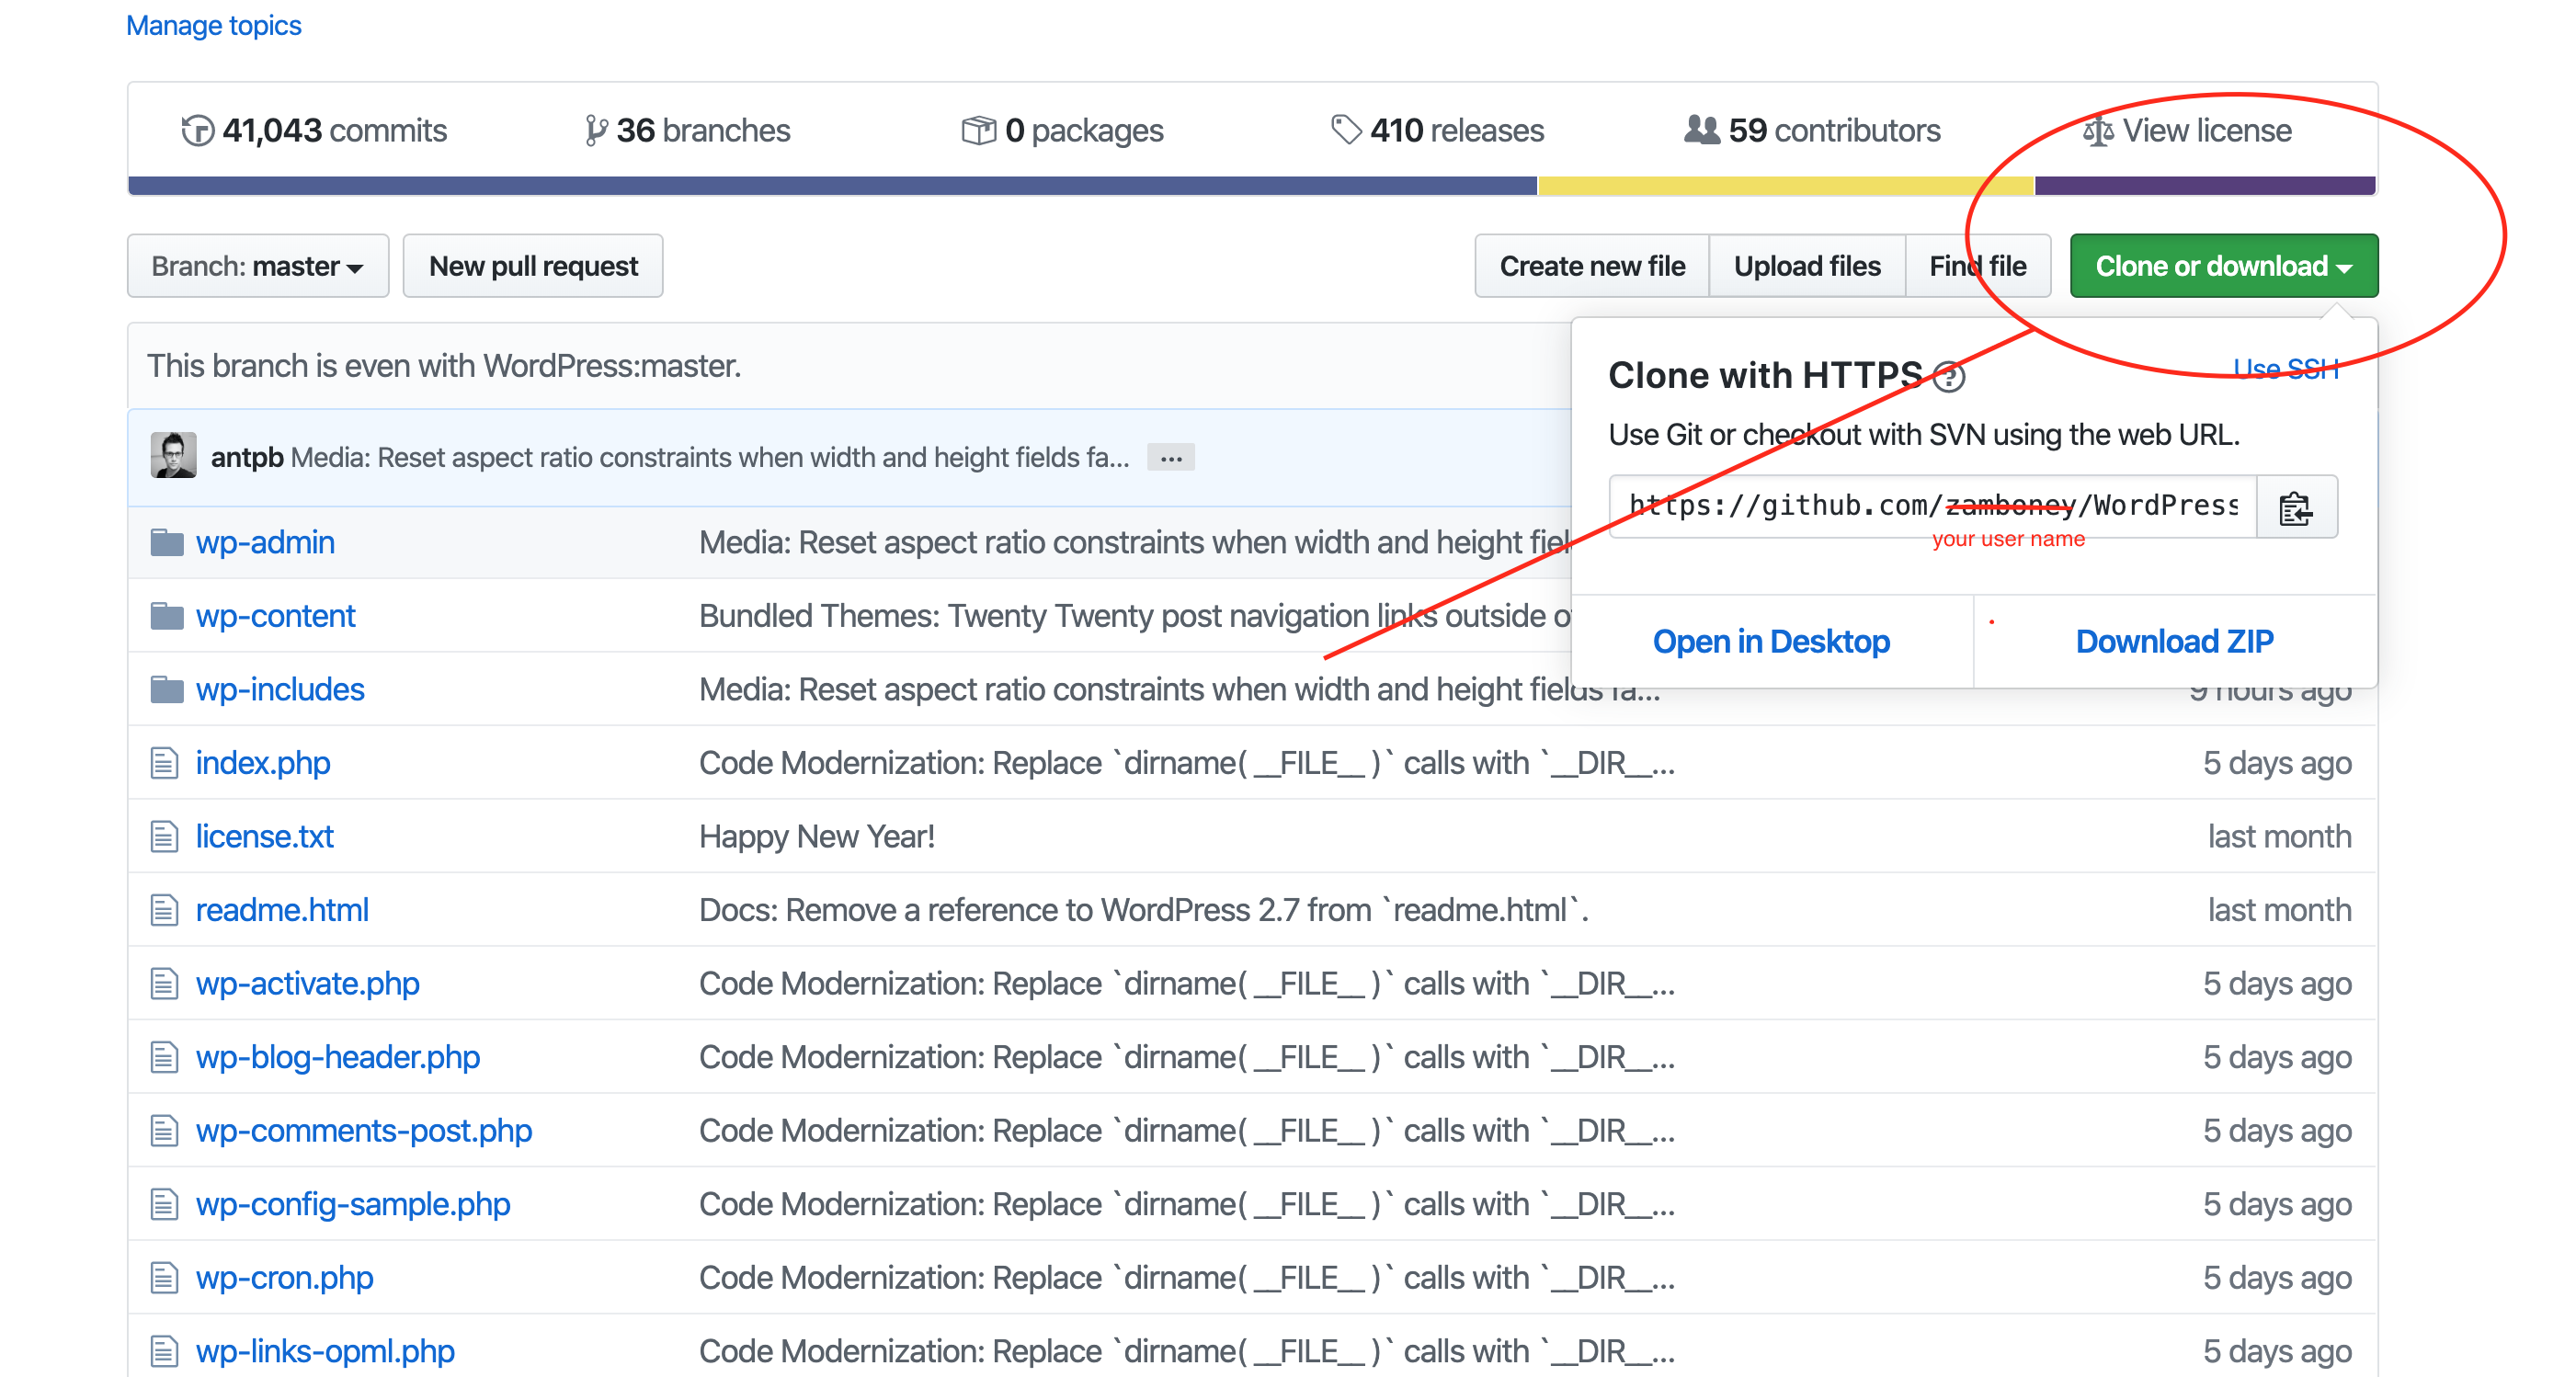 Manage topics
41,043 commits 36 branches 0 packages 410 releases 59 contributors View license
Branch: master New pull request Create new file Upload files Find file Clone or download
This branch is even with WordPress:master.
Clone with HTTPS ? Use SSH
Use Git or checkout with SVN using the web URL.
https://github.com/zamboney/WordPress
your user name
Open in Desktop Download ZIP
antpb Media: Reset aspect ratio constraints when width and height fields fa... ...
wp-admin Media: Reset aspect ratio constraints when width and height fiel
wp-content Bundled Themes: Twenty Twenty post navigation links outside o
wp-includes Media: Reset aspect ratio constraints when width and height fields fa... 9 hours ago
index.php Code Modernization: Replace `dirname( __FILE__ )` calls with `__DIR__... 5 days ago
license.txt Happy New Year! last month
readme.html Docs: Remove a reference to WordPress 2.7 from `readme.html`. last month
wp-activate.php Code Modernization: Replace `dirname( __FILE__ )` calls with `__DIR__... 5 days ago
wp-blog-header.php Code Modernization: Replace `dirname( __FILE__ )` calls with `__DIR__... 5 days ago
wp-comments-post.php Code Modernization: Replace `dirname( __FILE__ )` calls with `__DIR__... 5 days ago
wp-config-sample.php Code Modernization: Replace `dirname( __FILE__ )` calls with `__DIR__... 5 days ago
wp-cron.php Code Modernization: Replace `dirname( __FILE__ )` calls with `__DIR__... 5 days ago
wp-links-opml.php Code Modernization: Replace `dirname( __FILE__ )` calls with `__DIR__... 5 days ago